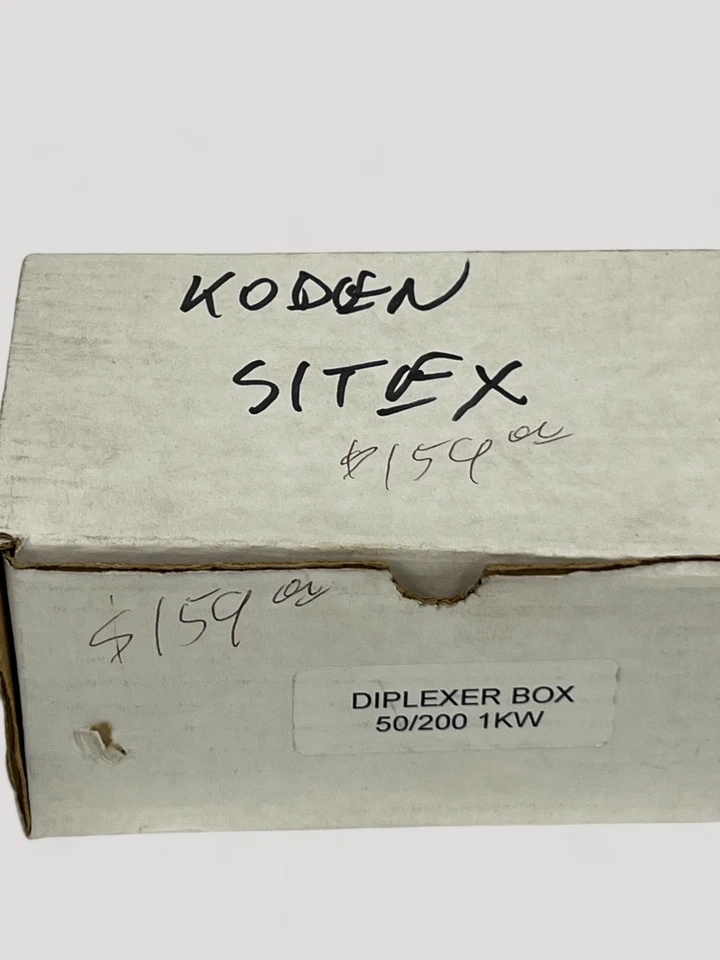 KODEN
SITEX
$159 00
$159 00
DIPLEXER BOX
50/200 1KW